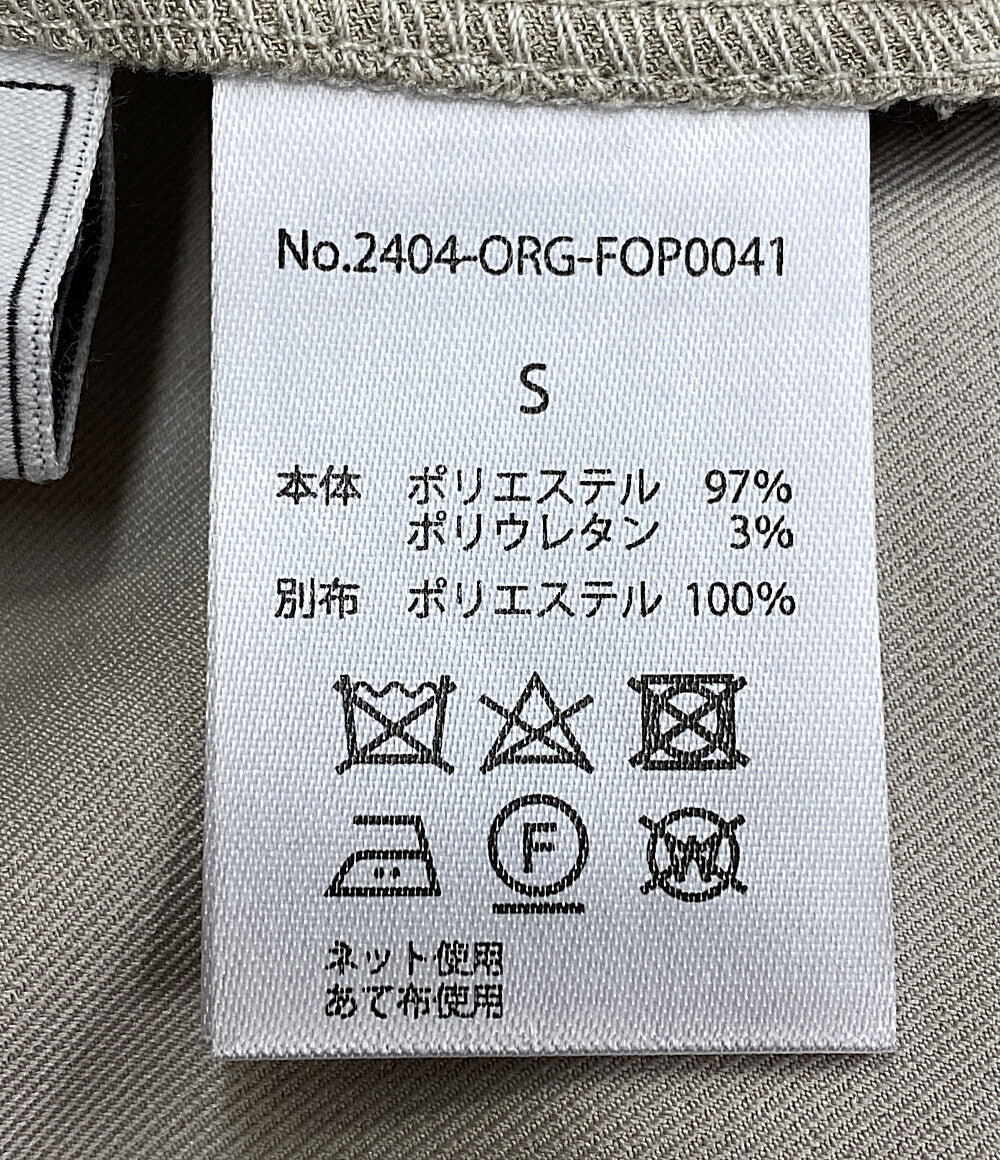 No.2404-ORG-FOP0041
S
本体 ポリエステル 97%
ポリウレタン 3%
別布 ポリエステル 100%
F
W
ネット使用
あて布使用